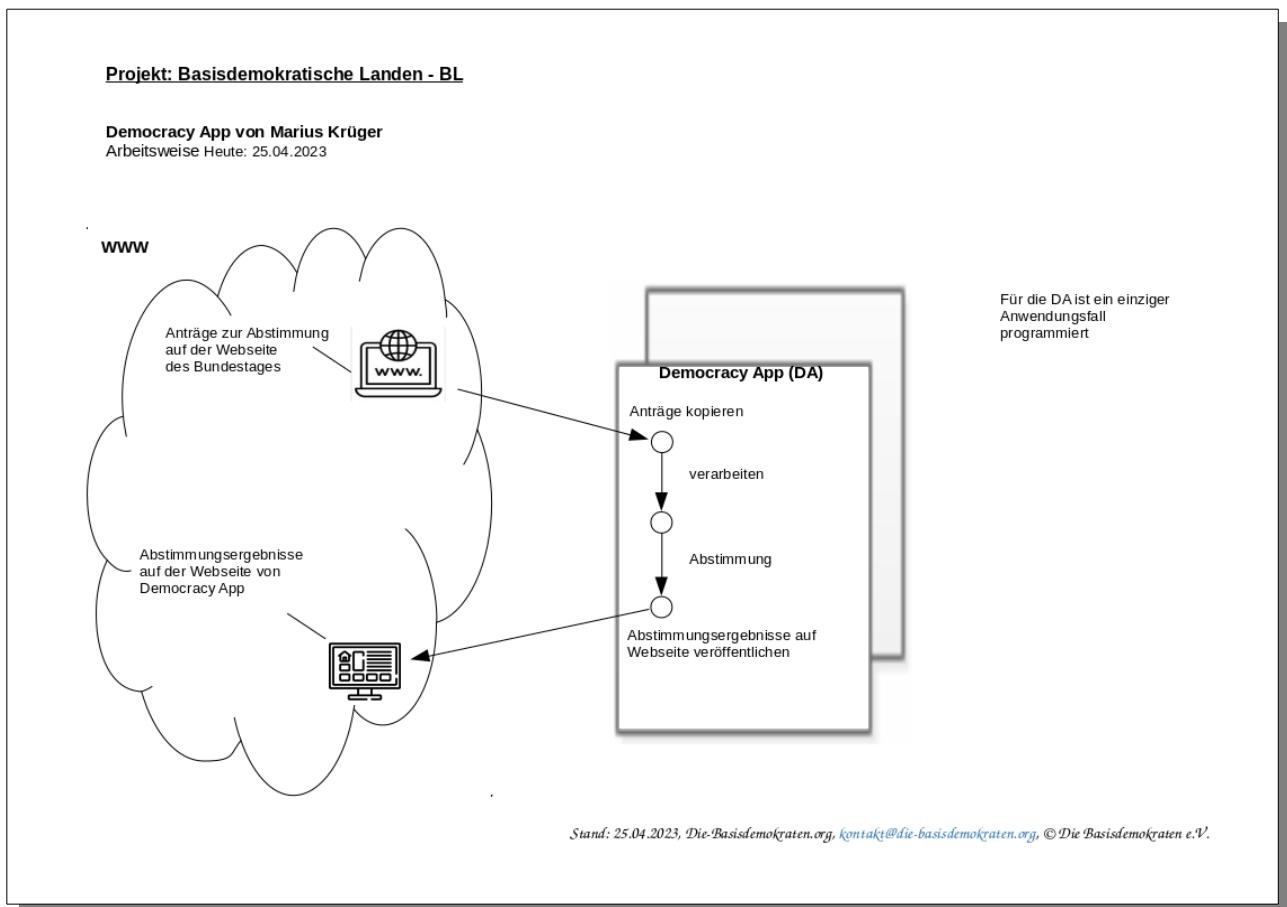 Projekt: Basisdemokratische Landen - BL
Democracy App von Marius Krüger
Arbeitsweise Heute: 25.04.2023
www
Anträge zur Abstimmung
auf der Webseite
des Bundestages
www.
Abstimmungsergebnisse
auf der Webseite von
Democracy App
Democracy App (DA)
Anträge kopieren
verarbeiten
Abstimmung
Abstimmungsergebnisse auf
Webseite veröffentlichen
Für die DA ist ein einziger
Anwendungsfall
programmiert
Stand: 25.04.2023, Die-Basisdemokraten.org, kontakt@die-basisdemokraten.org, © Die Basisdemokraten e.V.